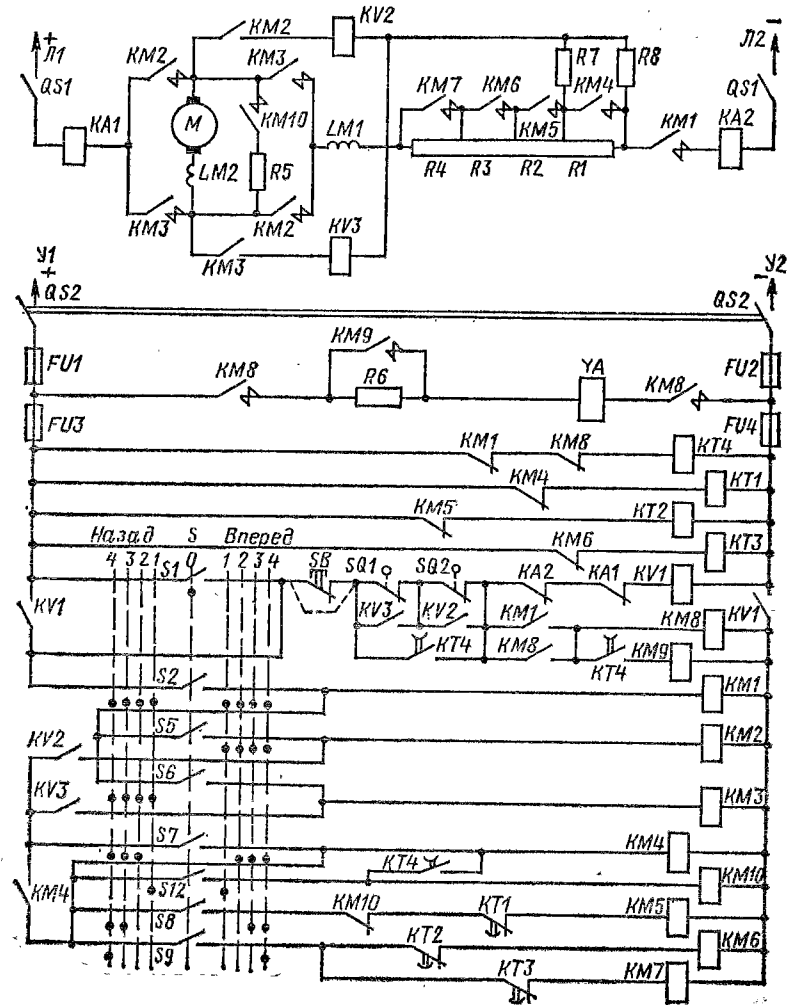 + Л1 KM2 KV2 − Л2
KM2 KM3 R7 R8
QS1 KM7 KM6 KM4 QS1
KA1 M KM10 LM1 KM5 KM1 KA2
LM2 R5 R4 R3 R2 R1
KM3 KM2 KV3
KM3
У1 + − У2
QS2 QS2
KM9
FU1 KM8 R6 YA KM8 FU2
FU3 FU4
KM1 KM8 KT4
KM4 KT1
KM5 KT2
Назад S Вперед KM6 KT3
4 3 2 1 S1 0 1 2 3 4 SB SQ1 SQ2 KA2 KA1 KV1
KV1 KV3 KV2 KM1 KM8 KV1
KT4 KM8 KT4 KM9
S2 KM1
S5 KM2
KV2
S6
KV3 KM3
S7 KM4
KT4
KM10
KM4 S12
S8 KM10 KT1 KM5
S9 KT2 KM6
KT3 KM7